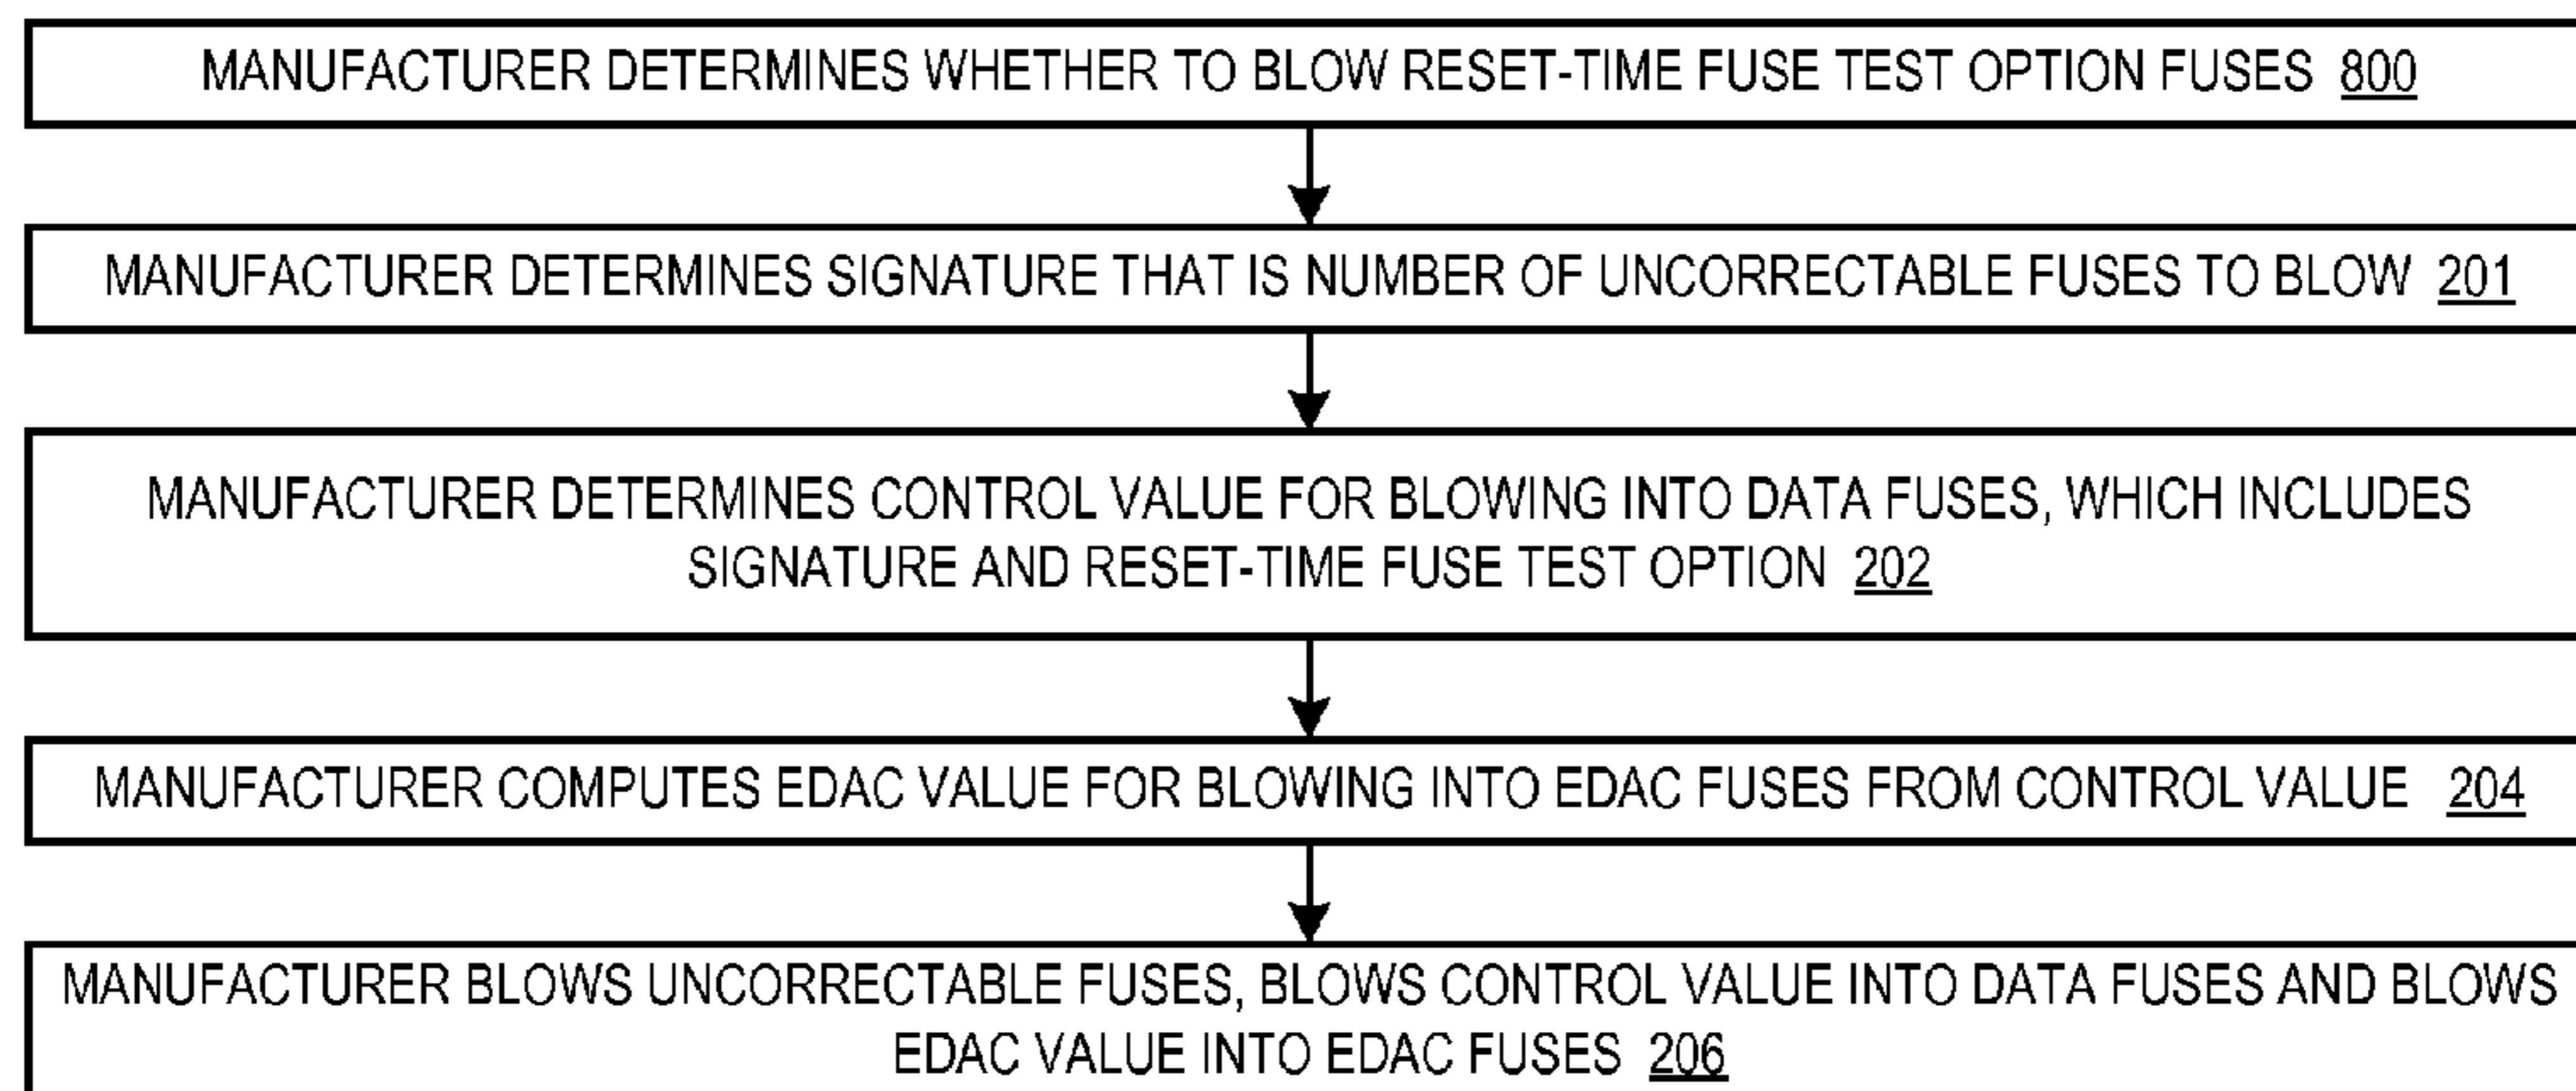 MANUFACTURER DETERMINES WHETHER TO BLOW RESET-TIME FUSE TEST OPTION FUSES 800
MANUFACTURER DETERMINES SIGNATURE THAT IS NUMBER OF UNCORRECTABLE FUSES TO BLOW 201
MANUFACTURER DETERMINES CONTROL VALUE FOR BLOWING INTO DATA FUSES, WHICH INCLUDES
SIGNATURE AND RESET-TIME FUSE TEST OPTION 202
MANUFACTURER COMPUTES EDAC VALUE FOR BLOWING INTO EDAC FUSES FROM CONTROL VALUE 204
MANUFACTURER BLOWS UNCORRECTABLE FUSES, BLOWS CONTROL VALUE INTO DATA FUSES AND BLOWS
EDAC VALUE INTO EDAC FUSES 206